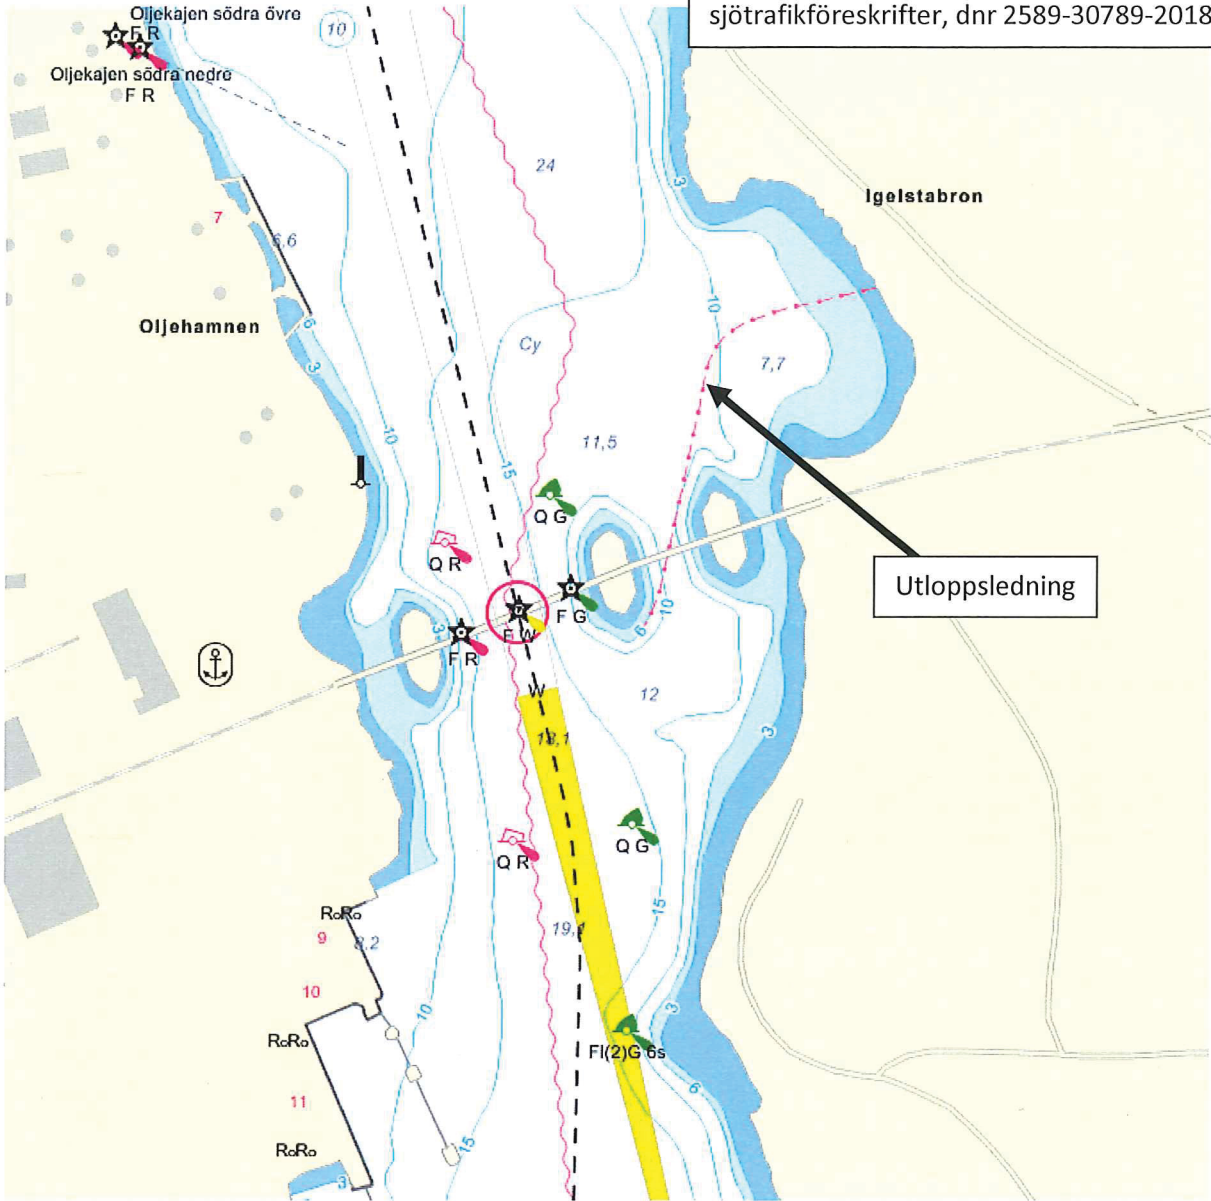 sjötrafikföreskrifter, dnr 2589-30789-2018
Oljekajen södra övre
F R
Oljekajen södra nedre
F R
10
24
3
Igelstabron
7
6,6
Oljehamnen
6
3
10
Cy
7,7
10
11,5
15
Q G
Q R
Utloppsledning
F G
F W
F R
3
6
10
W
12
3
18,1
Q R
Q G
15
RoRo
9
8,2
19,1
10
10
3
RoRo
Fl(2)G 6s
6
11
15
RoRo
3